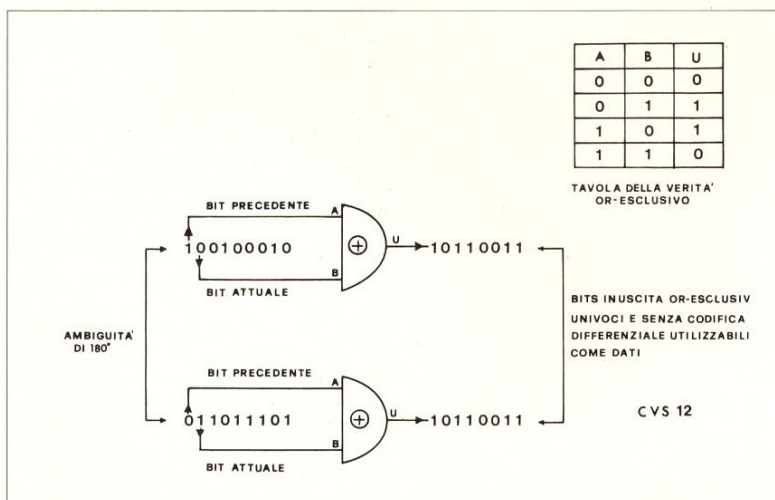 A B U
0 0 0
0 1 1
1 0 1
1 1 0
TAVOLA DELLA VERITA'
OR-ESCLUSIVO
BIT PRECEDENTE
A
100100010
U
10110011
B
BIT ATTUALE
AMBIGUITA'
DI 180°
BITS IN USCITA OR-ESCLUSIV
UNIVOCI E SENZA CODIFICA
DIFFERENZIALE UTILIZZABILI
COME DATI
BIT PRECEDENTE
A
011011101
U
10110011
B
BIT ATTUALE
CVS 12